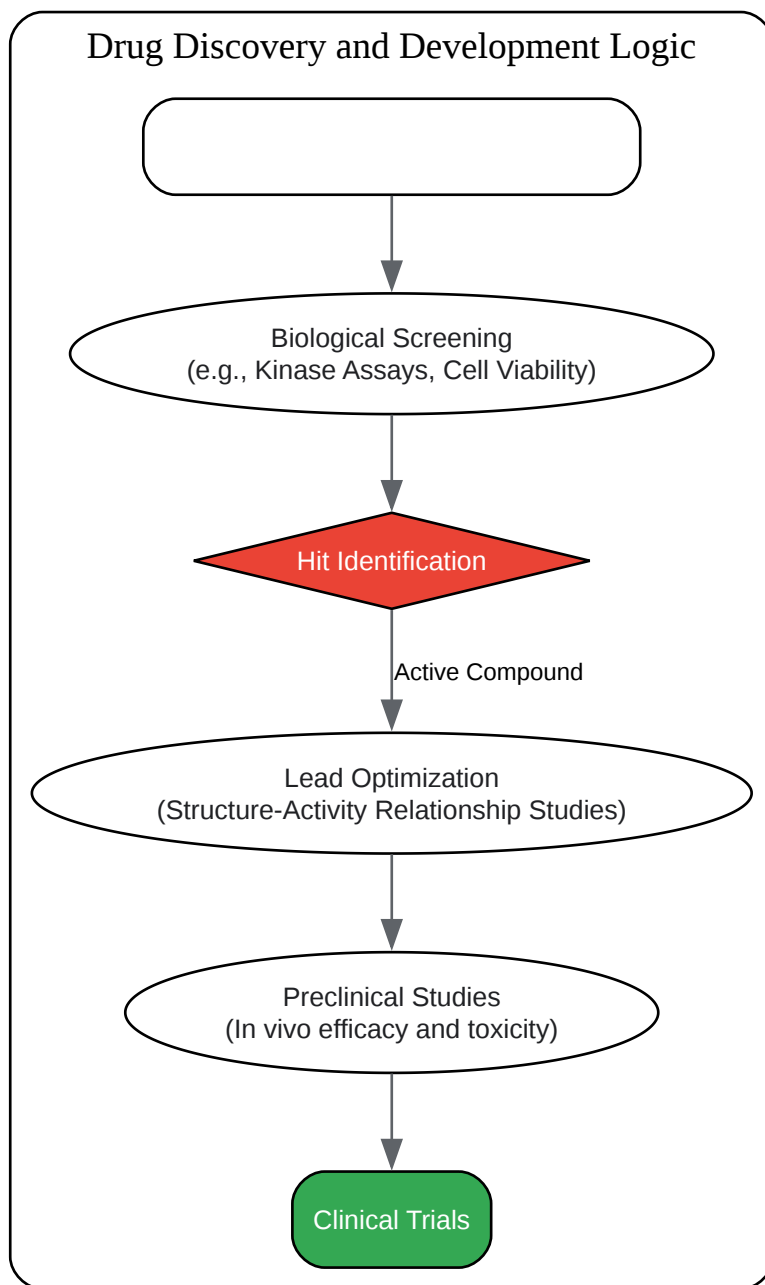 Drug Discovery and Development Logic
Biological Screening
(e.g., Kinase Assays, Cell Viability)
Hit Identification
Active Compound
Lead Optimization
(Structure-Activity Relationship Studies)
Preclinical Studies
(In vivo efficacy and toxicity)
Clinical Trials